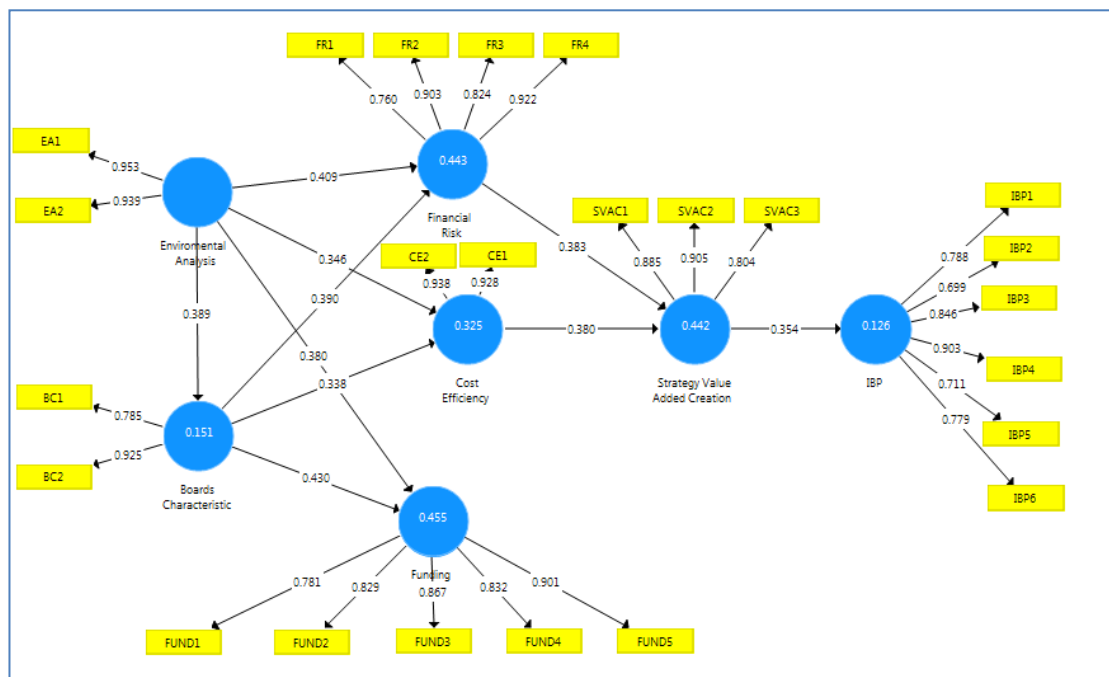 FR1
FR2
FR3
FR4
0.760
0.903
0.824
0.922
EA1
EA2
0.953
0.939
Enviromental
Analysis
0.409
0.443
Financial
Risk
0.346
0.390
0.389
0.380
0.338
CE2
CE1
0.938
0.928
0.325
Cost
Efficiency
0.383
0.380
SVAC1
SVAC2
SVAC3
0.885
0.905
0.804
0.442
Strategy Value
Added Creation
0.354
0.126
IBP
IBP1
IBP2
IBP3
IBP4
IBP5
IBP6
0.788
0.699
0.846
0.903
0.711
0.779
BC1
BC2
0.785
0.925
0.151
Boards
Characteristic
0.430
0.455
Funding
0.781
0.829
0.867
0.832
0.901
FUND1
FUND2
FUND3
FUND4
FUND5